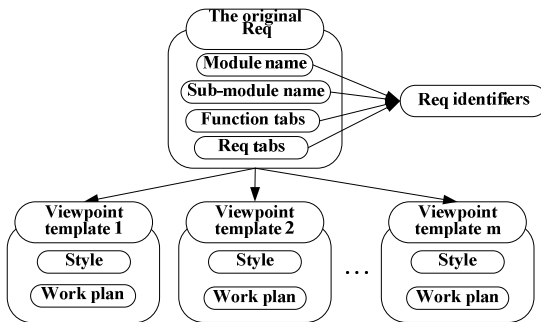 The original
Req
Module name
Sub-module name
Function tabs
Req tabs
Req identifiers
Viewpoint
template 1
Style
Work plan
Viewpoint
template 2
Style
Work plan
...
Viewpoint
template m
Style
Work plan